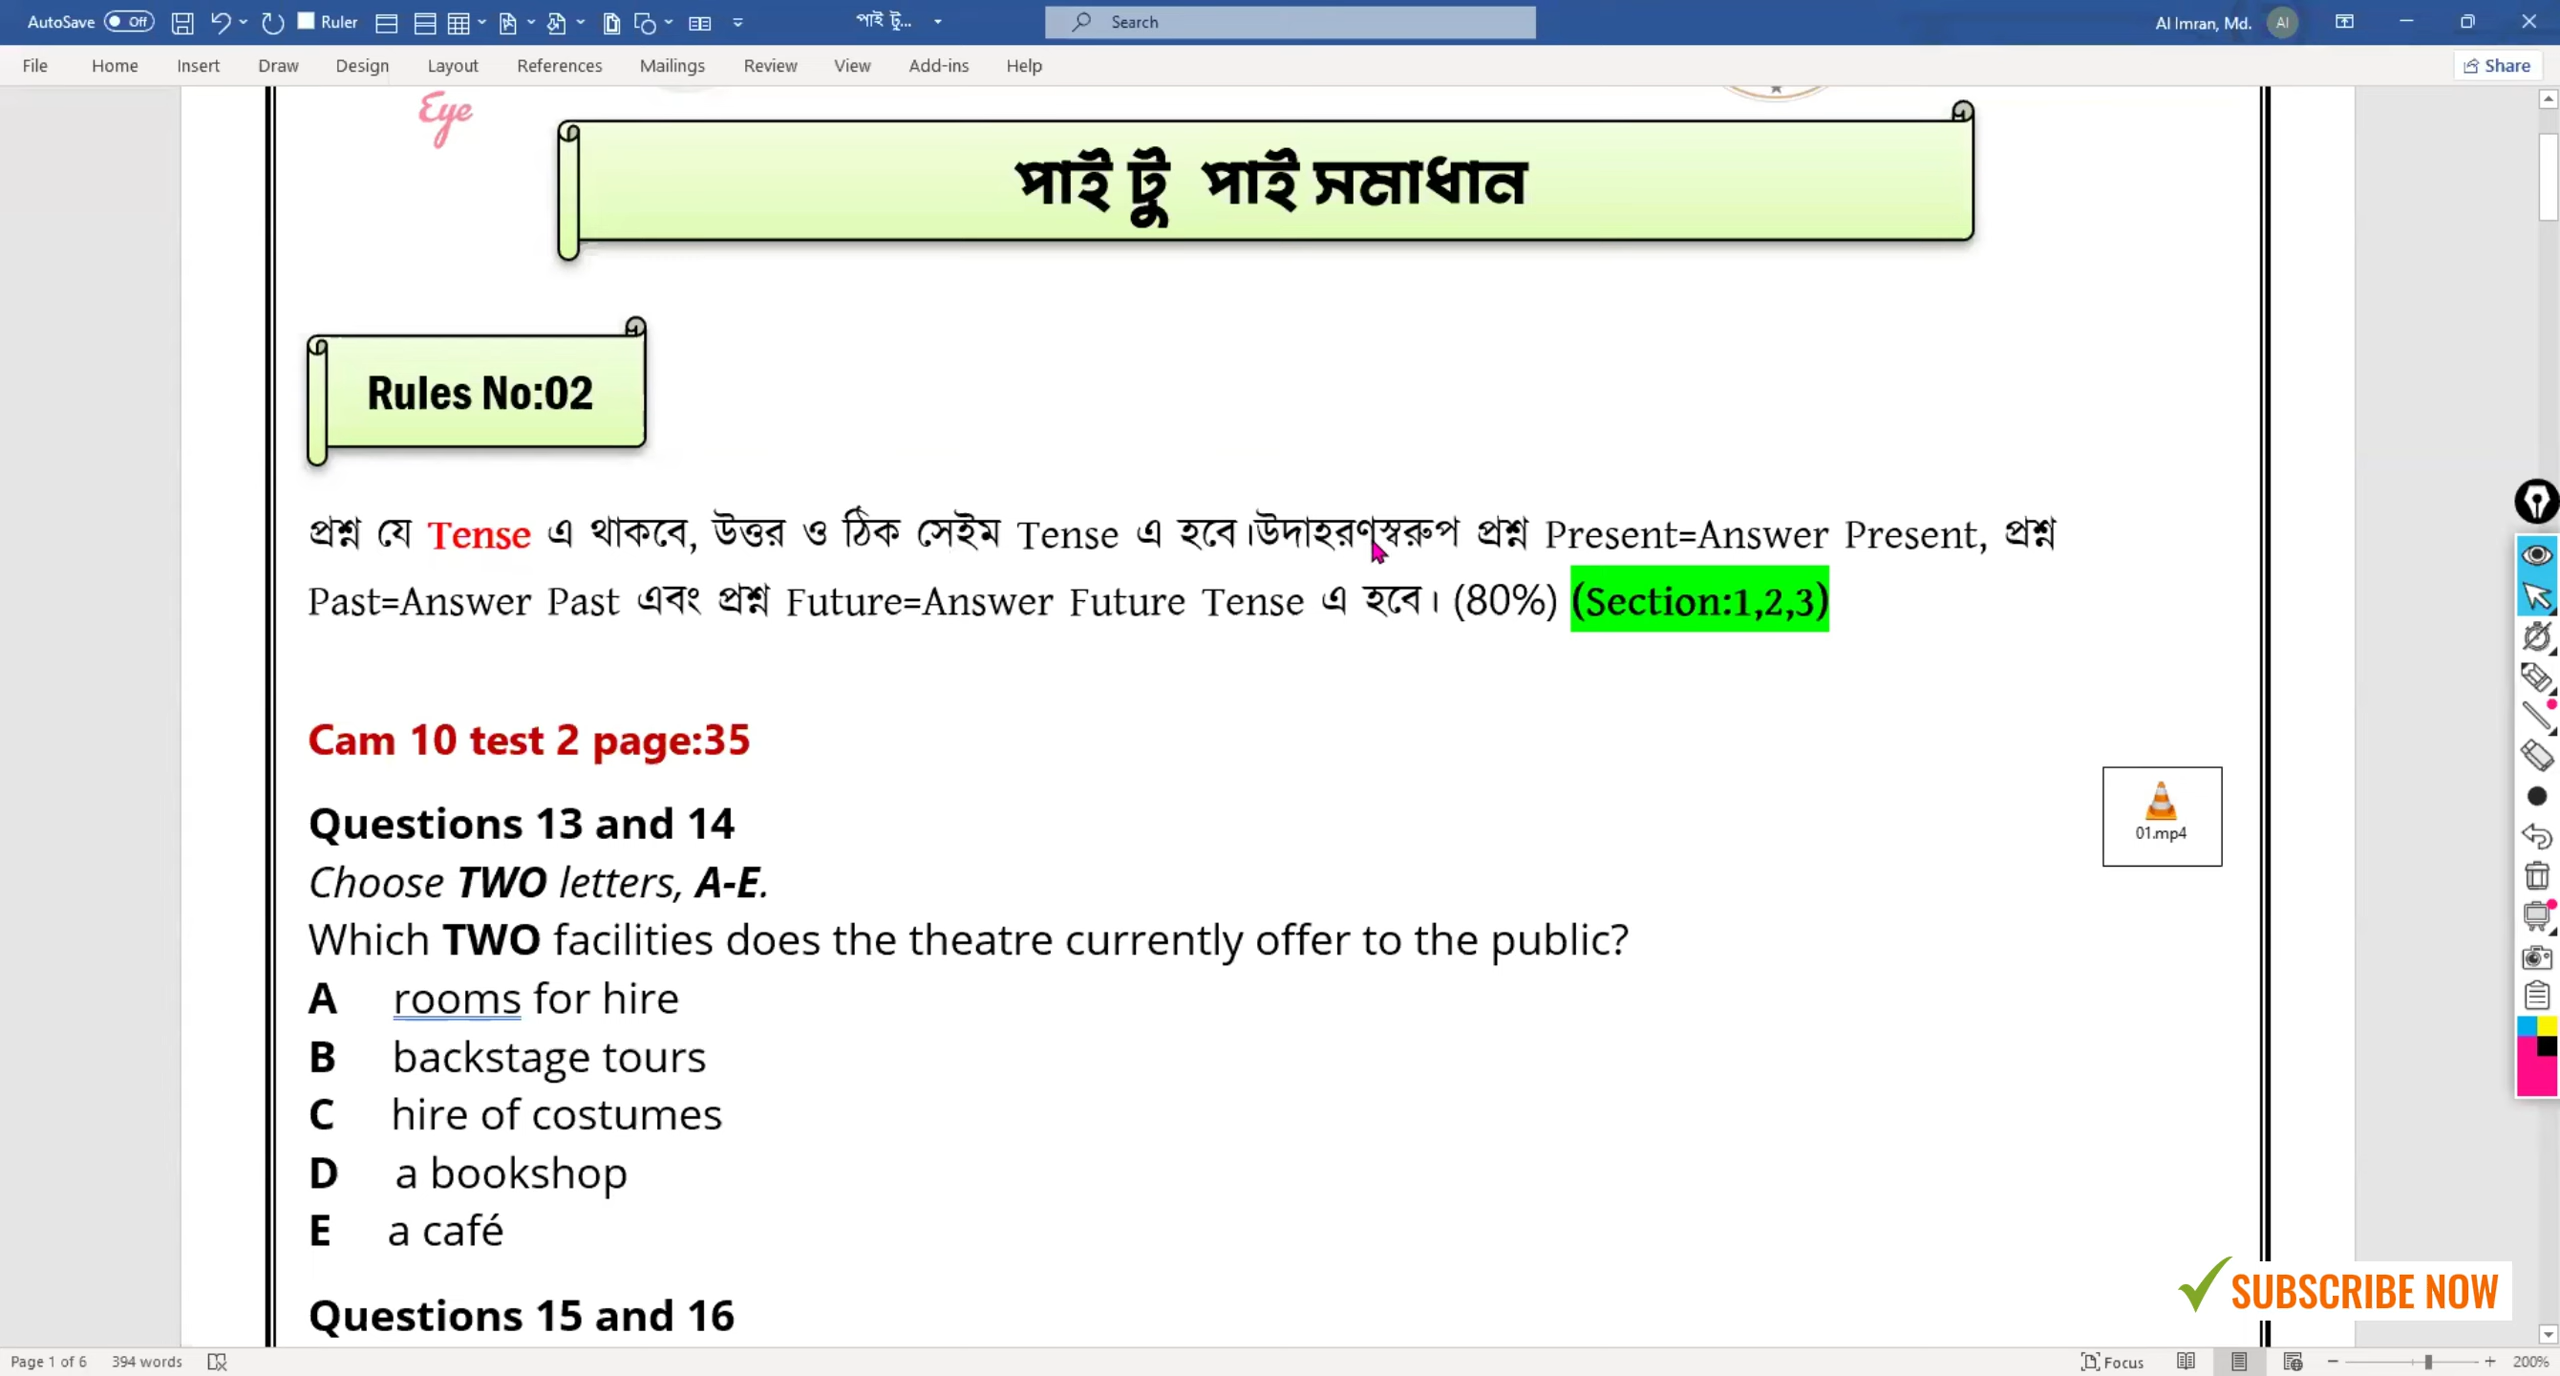 AutoSave Off Ruler পাই টু... Search Al Imran, Md. AI
File Home Insert Draw Design Layout References Mailings Review View Add-ins Help Share
Eye
পাই টু পাই সমাধান
Rules No:02
প্রশ্ন যে Tense এ থাকবে, উত্তর ও ঠিক সেইম Tense এ হবে।উদাহরণস্বরুপ প্রশ্ন Present=Answer Present, প্রশ্ন
Past=Answer Past এবং প্রশ্ন Future=Answer Future Tense এ হবে। (80%) (Section:1,2,3)
Cam 10 test 2 page:35
01.mp4
Questions 13 and 14
Choose TWO letters, A-E.
Which TWO facilities does the theatre currently offer to the public?
A rooms for hire
B backstage tours
C hire of costumes
D a bookshop
E a café
SUBSCRIBE NOW
Questions 15 and 16
Page 1 of 6 394 words Focus 200%